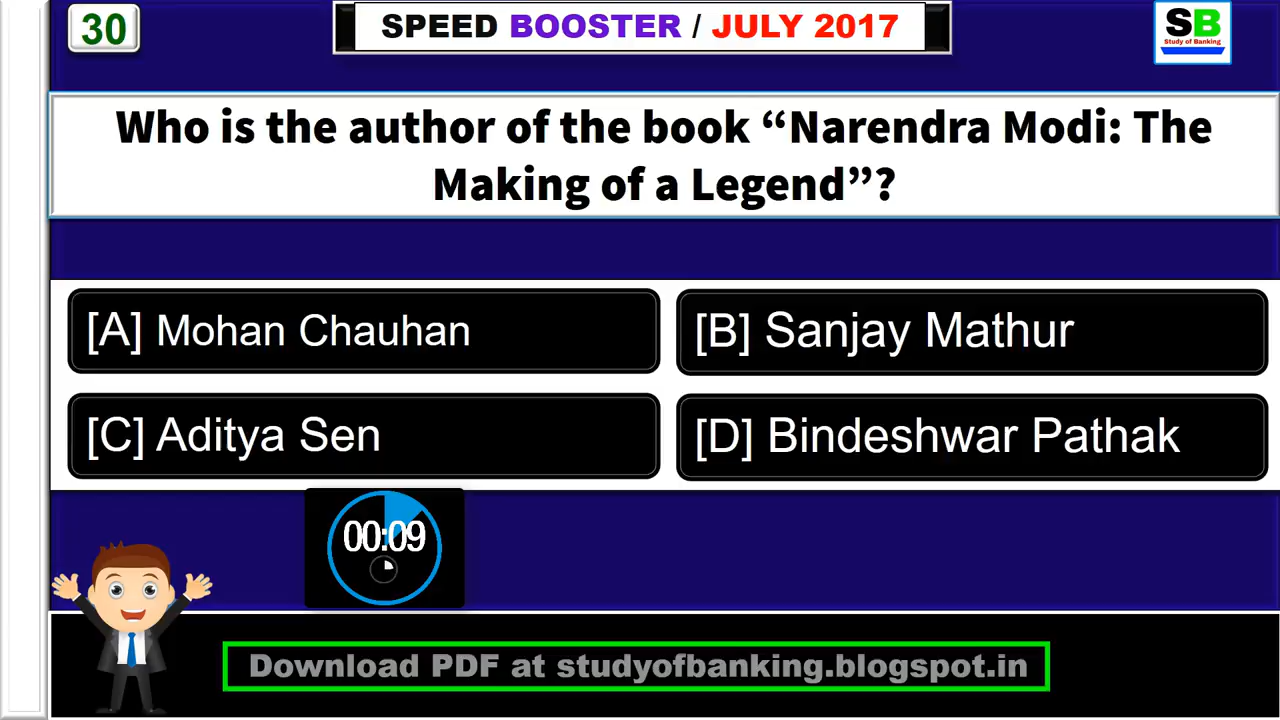 30
SPEED BOOSTER / JULY 2017
SB
Study of Banking
Who is the author of the book “Narendra Modi: The
Making of a Legend”?
[A] Mohan Chauhan
[B] Sanjay Mathur
[C] Aditya Sen
[D] Bindeshwar Pathak
00:09
Download PDF at studyofbanking.blogspot.in